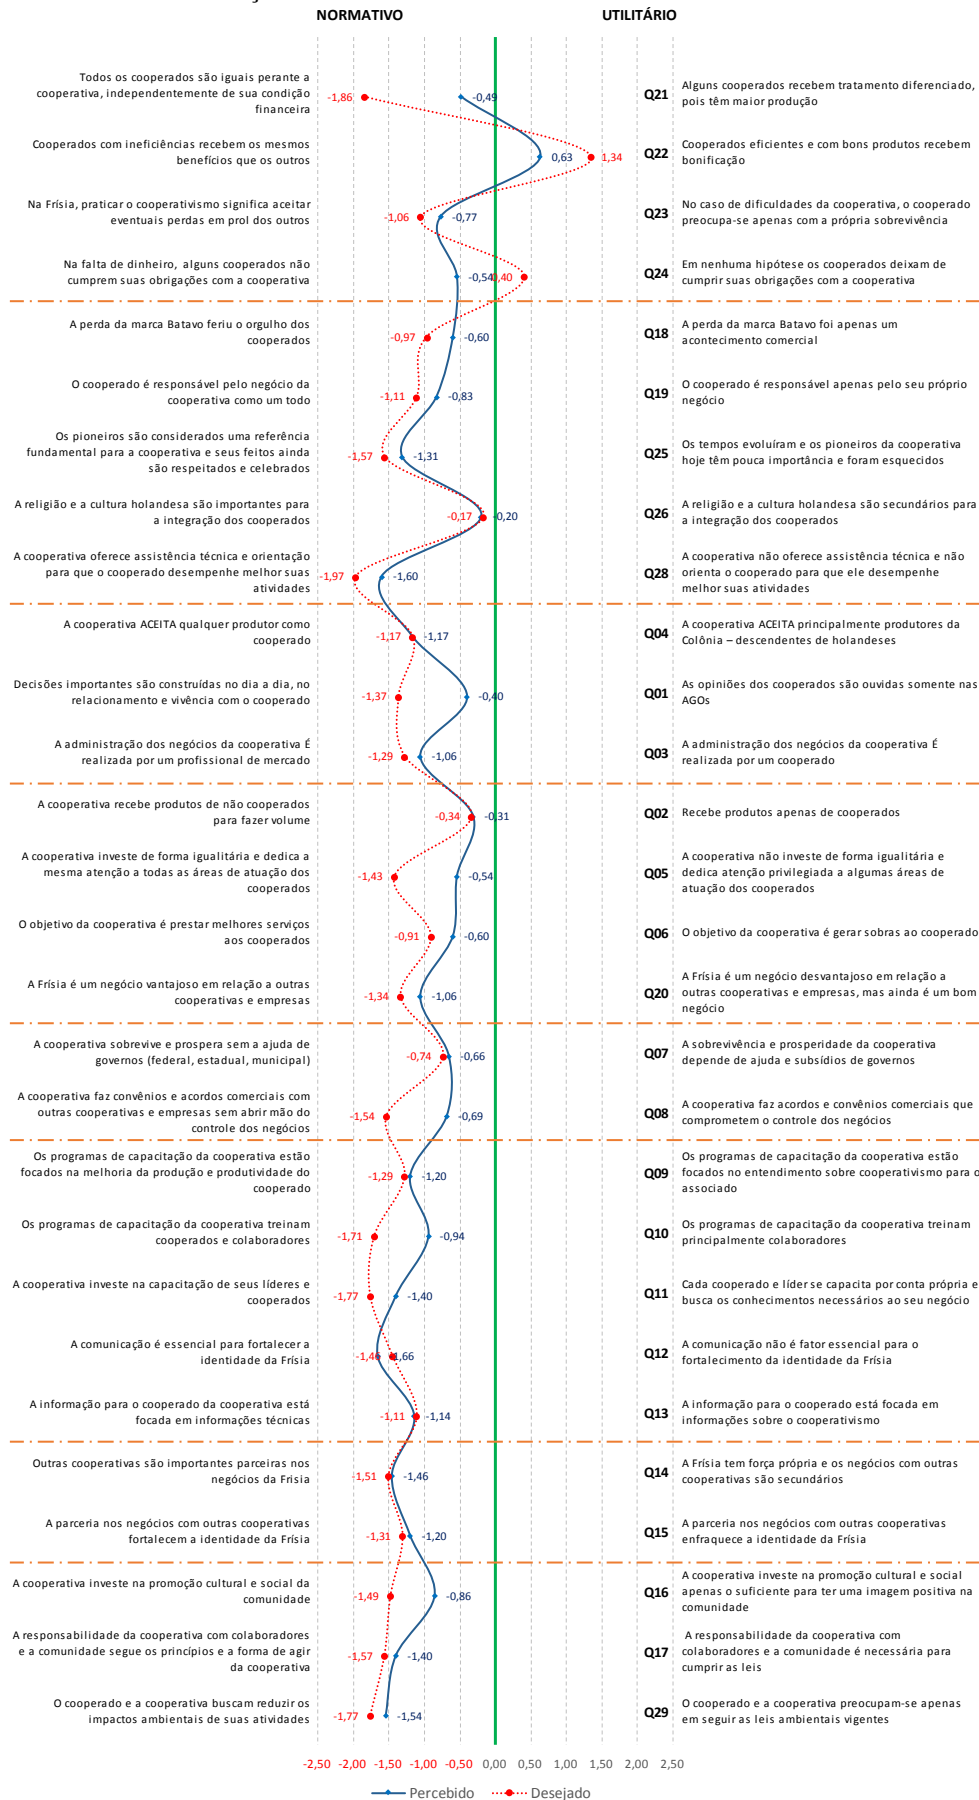 NORMATIVO UTILITÁRIO
Todos os cooperados são iguais perante a
cooperativa, independentemente de sua condição
financeira
-1,86 -0,49
Q21
Alguns cooperados recebem tratamento diferenciado,
pois têm maior produção
Cooperados com ineficiências recebem os mesmos
benefícios que os outros
0,63 1,34
Q22
Cooperados eficientes e com bons produtos recebem
bonificação
Na Frísia, praticar o cooperativismo significa aceitar
eventuais perdas em prol dos outros
-1,06 -0,77
Q23
No caso de dificuldades da cooperativa, o cooperado
preocupa-se apenas com a própria sobrevivência
Na falta de dinheiro, alguns cooperados não
cumprem suas obrigações com a cooperativa
-0,54 0,40
Q24
Em nenhuma hipótese os cooperados deixam de
cumprir suas obrigações com a cooperativa
A perda da marca Batavo feriu o orgulho dos
cooperados
-0,97 -0,60
Q18
A perda da marca Batavo foi apenas um
acontecimento comercial
O cooperado é responsável pelo negócio da
cooperativa como um todo
-1,11 -0,83
Q19
O cooperado é responsável apenas pelo seu próprio
negócio
Os pioneiros são considerados uma referência
fundamental para a cooperativa e seus feitos ainda
são respeitados e celebrados
-1,57 -1,31
Q25
Os tempos evoluíram e os pioneiros da cooperativa
hoje têm pouca importância e foram esquecidos
A religião e a cultura holandesa são importantes para
a integração dos cooperados
-0,17 -0,20
Q26
A religião e a cultura holandesa são secundários para
a integração dos cooperados
A cooperativa oferece assistência técnica e orientação
para que o cooperado desempenhe melhor suas
atividades
-1,97 -1,60
Q28
A cooperativa não oferece assistência técnica e não
orienta o cooperado para que ele desempenhe
melhor suas atividades
A cooperativa ACEITA qualquer produtor como
cooperado
-1,17 -1,17
Q04
A cooperativa ACEITA principalmente produtores da
Colônia – descendentes de holandeses
Decisões importantes são construídas no dia a dia, no
relacionamento e vivência com o cooperado
-1,37 -0,40
Q01
As opiniões dos cooperados são ouvidas somente nas
AGOs
A administração dos negócios da cooperativa É
realizada por um profissional de mercado
-1,29 -1,06
Q03
A administração dos negócios da cooperativa É
realizada por um cooperado
A cooperativa recebe produtos de não cooperados
para fazer volume
-0,34 -0,31
Q02
Recebe produtos apenas de cooperados
A cooperativa investe de forma igualitária e dedica a
mesma atenção a todas as áreas de atuação dos
cooperados
-1,43 -0,54
Q05
A cooperativa não investe de forma igualitária e
dedica atenção privilegiada a algumas áreas de
atuação dos cooperados
O objetivo da cooperativa é prestar melhores serviços
aos cooperados
-0,91 -0,60
Q06
O objetivo da cooperativa é gerar sobras ao cooperado
A Frísia é um negócio vantajoso em relação a outras
cooperativas e empresas
-1,34 -1,06
Q20
A Frísia é um negócio desvantajoso em relação a
outras cooperativas e empresas, mas ainda é um bom
negócio
A cooperativa sobrevive e prospera sem a ajuda de
governos (federal, estadual, municipal)
-0,74 -0,66
Q07
A sobrevivência e prosperidade da cooperativa
depende de ajuda e subsídios de governos
A cooperativa faz convênios e acordos comerciais com
outras cooperativas e empresas sem abrir mão do
controle dos negócios
-1,54 -0,69
Q08
A cooperativa faz acordos e convênios comerciais que
comprometem o controle dos negócios
Os programas de capacitação da cooperativa estão
focados na melhoria da produção e produtividade do
cooperado
-1,29 -1,20
Q09
Os programas de capacitação da cooperativa estão
focados no entendimento sobre cooperativismo para o
associado
Os programas de capacitação da cooperativa treinam
cooperados e colaboradores
-1,71 -0,94
Q10
Os programas de capacitação da cooperativa treinam
principalmente colaboradores
A cooperativa investe na capacitação de seus líderes e
cooperados
-1,77 -1,40
Q11
Cada cooperado e líder se capacita por conta própria e
busca os conhecimentos necessários ao seu negócio
A comunicação é essencial para fortalecer a
identidade da Frísia
-1,46 -1,66
Q12
A comunicação não é fator essencial para o
fortalecimento da identidade da Frísia
A informação para o cooperado da cooperativa está
focada em informações técnicas
-1,11 -1,14
Q13
A informação para o cooperado está focada em
informações sobre o cooperativismo
Outras cooperativas são importantes parceiras nos
negócios da Frisia
-1,51 -1,46
Q14
A Frísia tem força própria e os negócios com outras
cooperativas são secundários
A parceria nos negócios com outras cooperativas
fortalecem a identidade da Frísia
-1,31 -1,20
Q15
A parceria nos negócios com outras cooperativas
enfraquece a identidade da Frísia
A cooperativa investe na promoção cultural e social da
comunidade
-1,49 -0,86
Q16
A cooperativa investe na promoção cultural e social
apenas o suficiente para ter uma imagem positiva na
comunidade
A responsabilidade da cooperativa com colaboradores
e a comunidade segue os princípios e a forma de agir
da cooperativa
-1,57 -1,40
Q17
A responsabilidade da cooperativa com
colaboradores e a comunidade é necessária para
cumprir as leis
O cooperado e a cooperativa buscam reduzir os
impactos ambientais de suas atividades
-1,77 -1,54
Q29
O cooperado e a cooperativa preocupam-se apenas
em seguir as leis ambientais vigentes
-2,50 -2,00 -1,50 -1,00 -0,50 0,00 0,50 1,00 1,50 2,00 2,50
Percebido Desejado